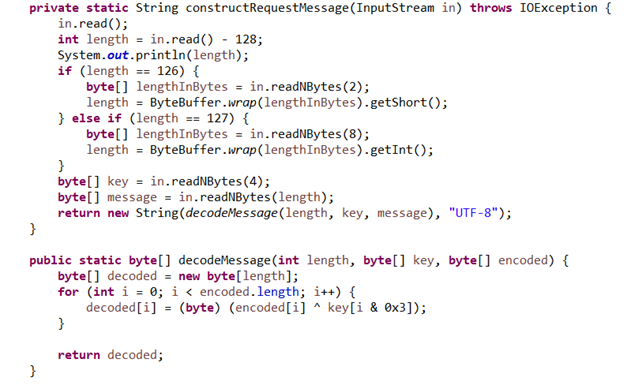 private static String constructRequestMessage(InputStream in) throws IOException {
    in.read();
    int length = in.read() - 128;
    System.out.println(length);
    if (length == 126) {
        byte[] lengthInBytes = in.readNBytes(2);
        length = ByteBuffer.wrap(lengthInBytes).getShort();
    } else if (length == 127) {
        byte[] lengthInBytes = in.readNBytes(8);
        length = ByteBuffer.wrap(lengthInBytes).getInt();
    }
    byte[] key = in.readNBytes(4);
    byte[] message = in.readNBytes(length);
    return new String(decodeMessage(length, key, message), "UTF-8");
}

public static byte[] decodeMessage(int length, byte[] key, byte[] encoded) {
    byte[] decoded = new byte[length];
    for (int i = 0; i < encoded.length; i++) {
        decoded[i] = (byte) (encoded[i] ^ key[i & 0x3]);
    }

    return decoded;
}